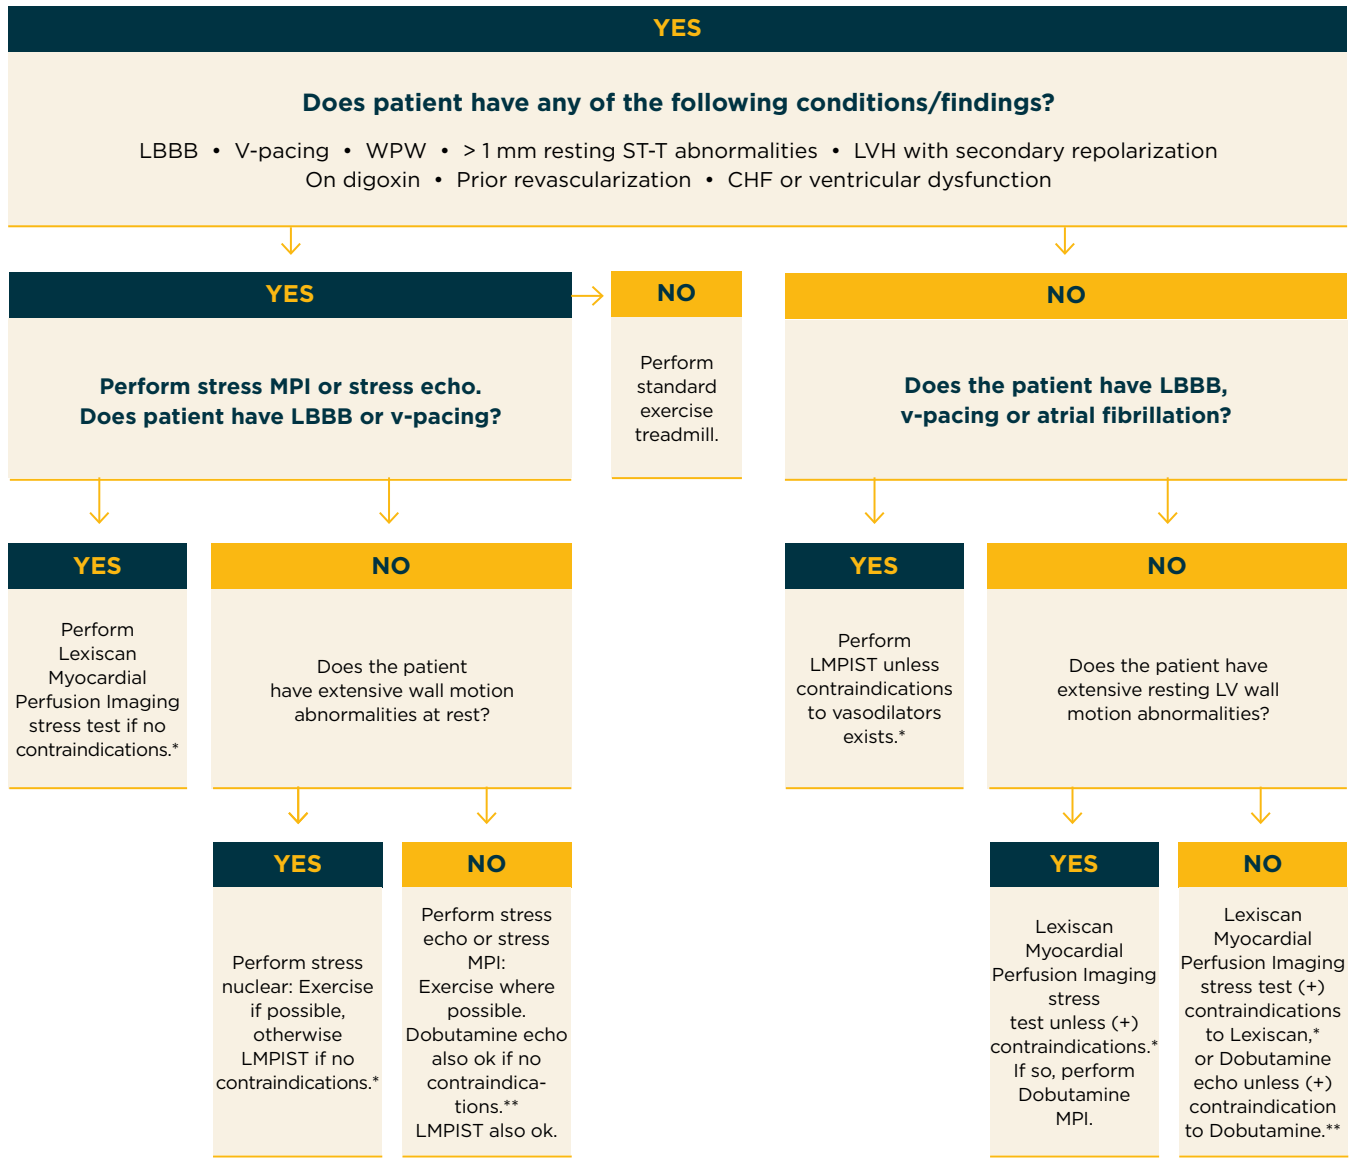 YES
Does patient have any of the following conditions/findings?
LBBB • V-pacing • WPW • > 1 mm resting ST-T abnormalities • LVH with secondary repolarization
On digoxin • Prior revascularization • CHF or ventricular dysfunction
YES
Perform stress MPI or stress echo.
Does patient have LBBB or v-pacing?
NO
Perform
standard
exercise
treadmill.
NO
Does the patient have LBBB,
v-pacing or atrial fibrillation?
YES
Perform
Lexiscan
Myocardial
Perfusion Imaging
stress test if no
contraindications.*
NO
Does the patient
have extensive wall motion
abnormalities at rest?
YES
Perform
LMPIST unless
contraindications
to vasodilators
exists.*
NO
Does the patient have
extensive resting LV wall
motion abnormalities?
YES
Perform stress
nuclear: Exercise
if possible,
otherwise
LMPIST if no
contraindications.*
NO
Perform stress
echo or stress
MPI:
Exercise where
possible.
Dobutamine echo
also ok if no
contraindica-
tions.**
LMPIST also ok.
YES
Lexiscan
Myocardial
Perfusion Imaging
stress
test unless (+)
contraindications.*
If so, perform
Dobutamine
MPI.
NO
Lexiscan
Myocardial
Perfusion Imaging
stress test (+)
contraindications
to Lexiscan,*
or Dobutamine
echo unless (+)
contraindication
to Dobutamine.**